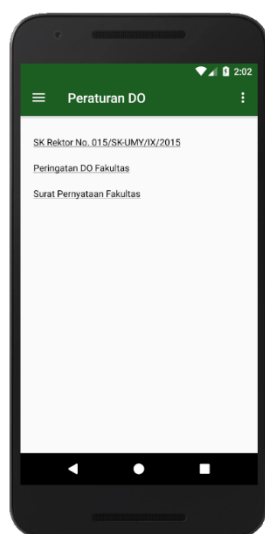 2:02
Peraturan DO
SK Rektor No. 015/SK-UMY/IX/2015
Peringatan DO Fakultas
Surat Pernyataan Fakultas